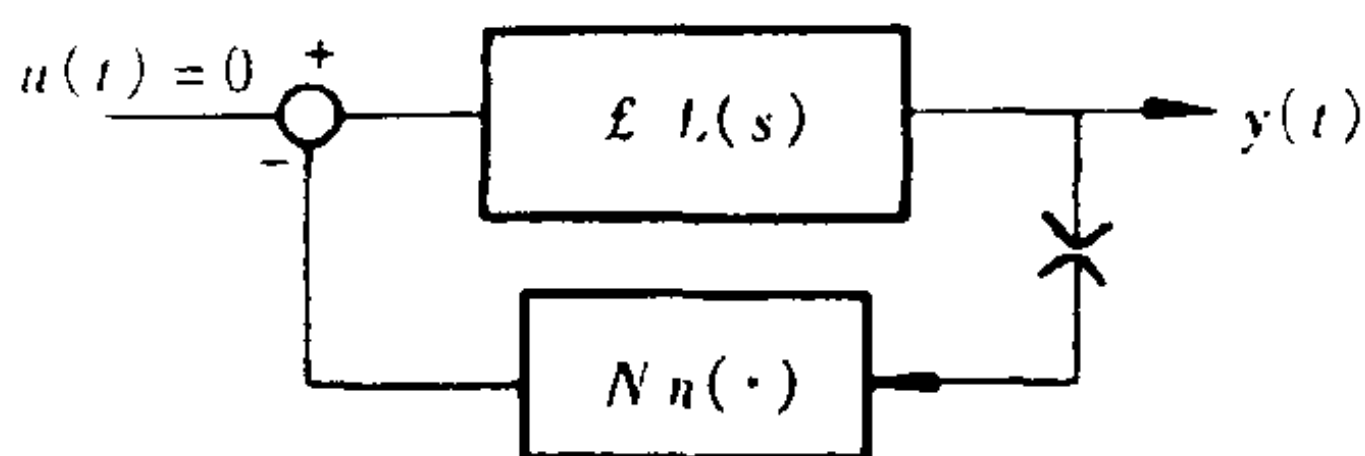 u(t) = 0
+
£ L(s)
y(t)
-
N n(·)